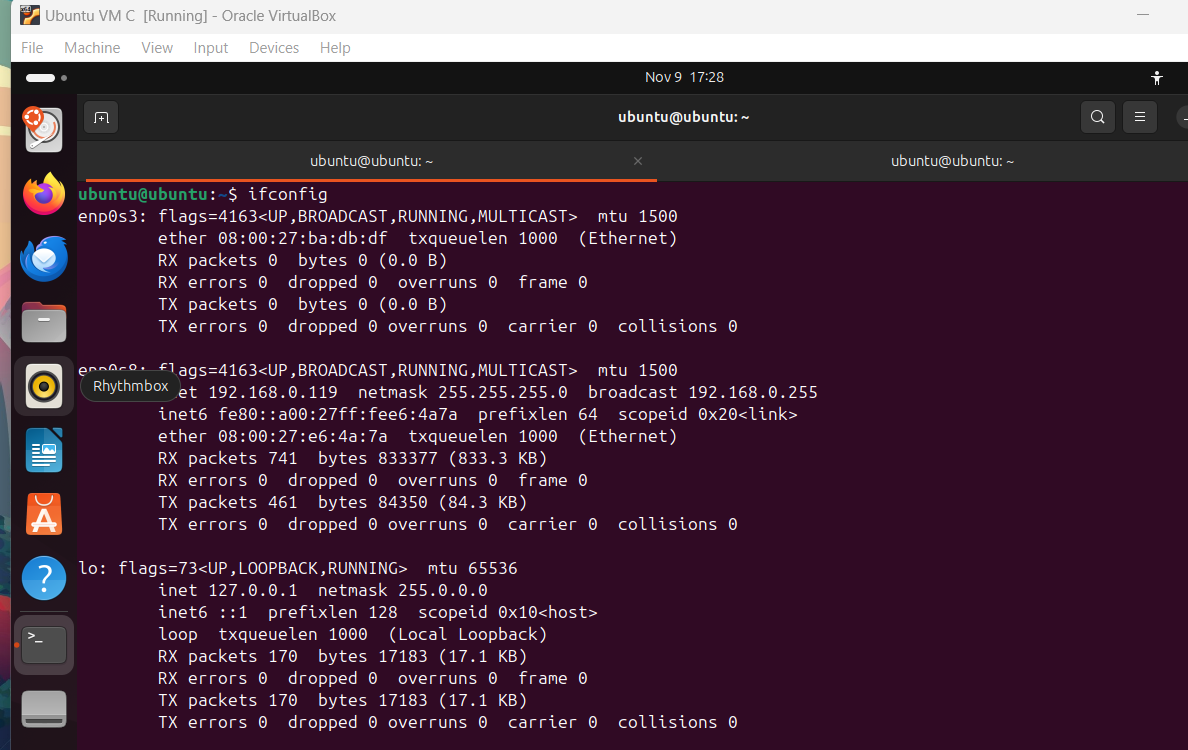 Ubuntu VM C [Running] - Oracle VirtualBox
File Machine View Input Devices Help
Nov 9 17:28
ubuntu@ubuntu: ~
ubuntu@ubuntu: ~
ubuntu@ubuntu: ~
ubuntu@ubuntu:~$ ifconfig
enp0s3: flags=4163<UP,BROADCAST,RUNNING,MULTICAST>  mtu 1500
        ether 08:00:27:ba:db:df  txqueuelen 1000  (Ethernet)
        RX packets 0  bytes 0 (0.0 B)
        RX errors 0  dropped 0  overruns 0  frame 0
        TX packets 0  bytes 0 (0.0 B)
        TX errors 0  dropped 0 overruns 0  carrier 0  collisions 0
enp0s8: flags=4163<UP,BROADCAST,RUNNING,MULTICAST>  mtu 1500
Rhythmbox
        inet 192.168.0.119  netmask 255.255.255.0  broadcast 192.168.0.255
        inet6 fe80::a00:27ff:fee6:4a7a  prefixlen 64  scopeid 0x20<link>
        ether 08:00:27:e6:4a:7a  txqueuelen 1000  (Ethernet)
        RX packets 741  bytes 833377 (833.3 KB)
        RX errors 0  dropped 0  overruns 0  frame 0
        TX packets 461  bytes 84350 (84.3 KB)
        TX errors 0  dropped 0 overruns 0  carrier 0  collisions 0
lo: flags=73<UP,LOOPBACK,RUNNING>  mtu 65536
        inet 127.0.0.1  netmask 255.0.0.0
        inet6 ::1  prefixlen 128  scopeid 0x10<host>
        loop  txqueuelen 1000  (Local Loopback)
        RX packets 170  bytes 17183 (17.1 KB)
        RX errors 0  dropped 0  overruns 0  frame 0
        TX packets 170  bytes 17183 (17.1 KB)
        TX errors 0  dropped 0 overruns 0  carrier 0  collisions 0